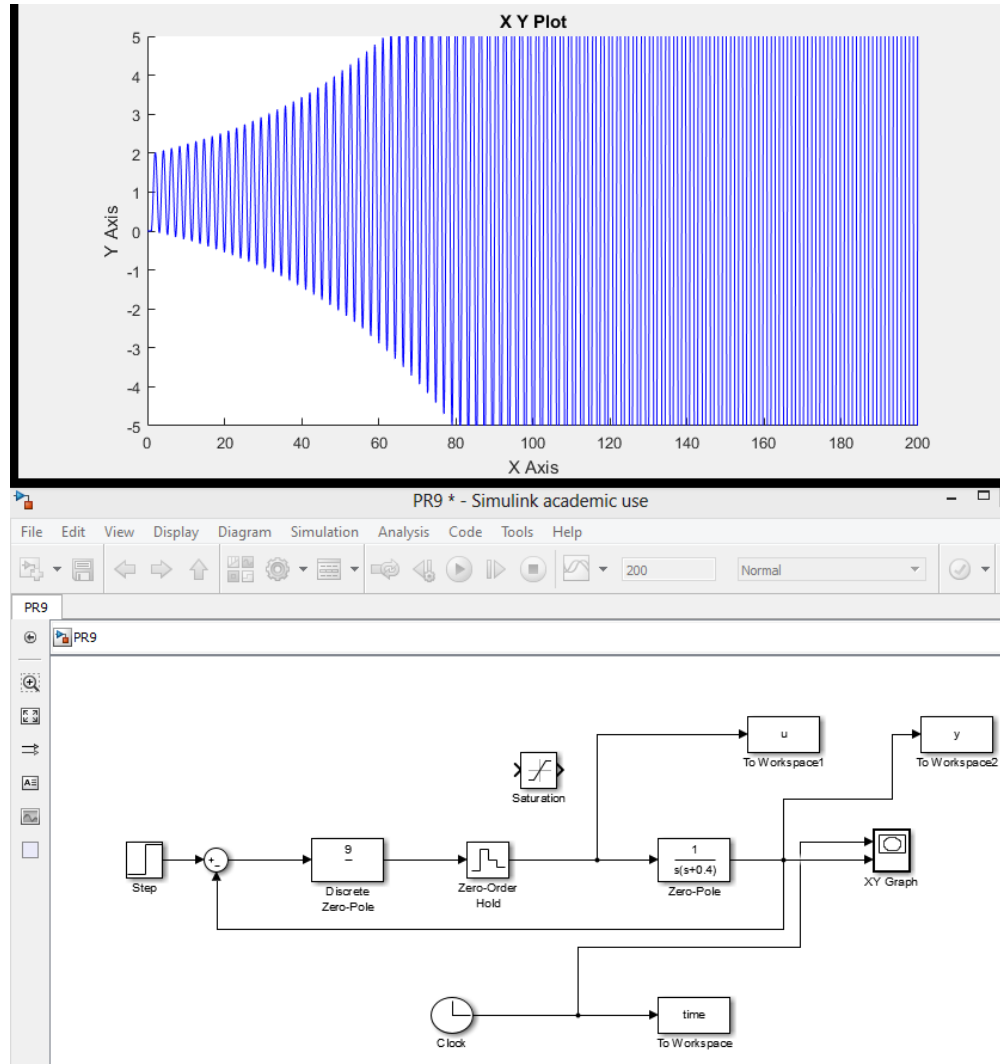 X Y Plot
5
4
3
2
1
0
-1
-2
-3
-4
-5
Y Axis
0 20 40 60 80 100 120 140 160 180 200
X Axis
PR9 * - Simulink academic use
File Edit View Display Diagram Simulation Analysis Code Tools Help
200 Normal
PR9
PR9
u
To Workspace1
y
To Workspace2
Saturation
Step
+
-
9
Discrete
Zero-Pole
Zero-Order
Hold
1
s(s+0.4)
Zero-Pole
XY Graph
Clock
time
To Workspace